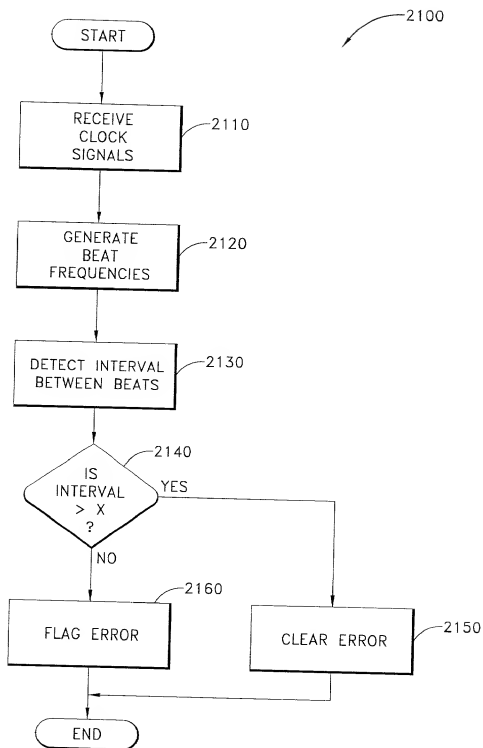 2100
START
RECEIVE
CLOCK
SIGNALS
2110
GENERATE
BEAT
FREQUENCIES
2120
DETECT INTERVAL
BETWEEN BEATS
2130
2140
IS
INTERVAL
> X
?
YES
NO
2160
FLAG ERROR
CLEAR ERROR
2150
END